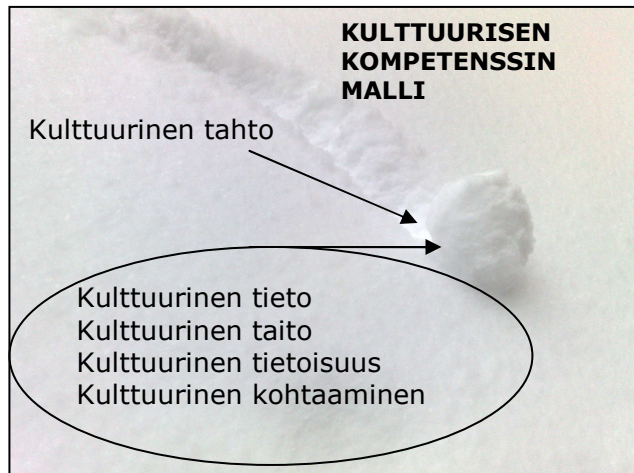 KULTTUURISEN
KOMPETENSSIN
MALLI
Kulttuurinen tahto
Kulttuurinen tieto
Kulttuurinen taito
Kulttuurinen tietoisuus
Kulttuurinen kohtaaminen